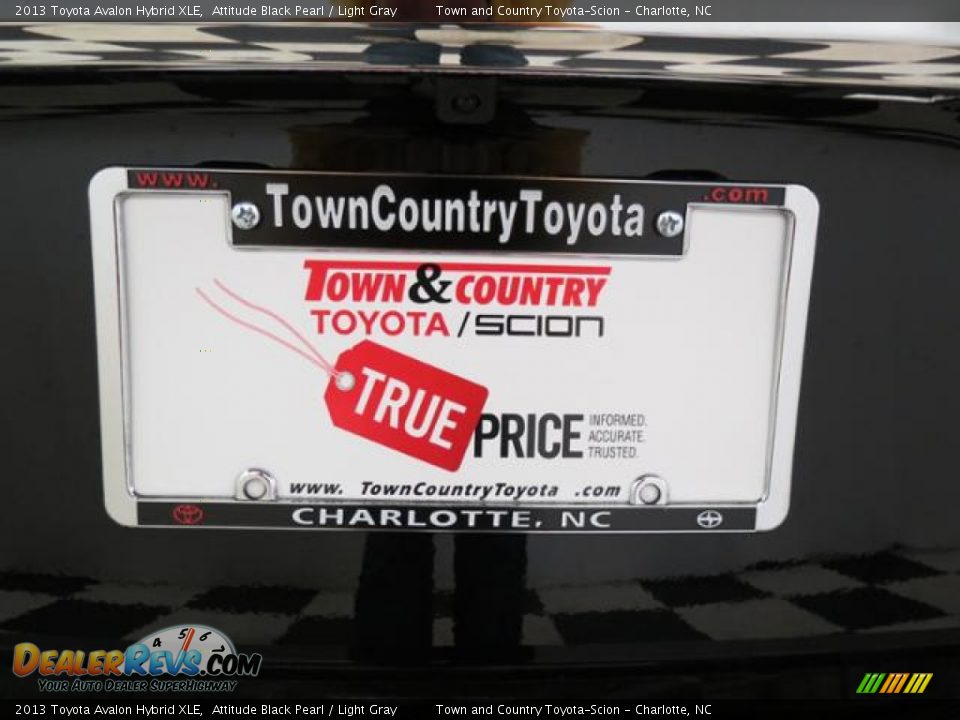 2013 Toyota Avalon Hybrid XLE, Attitude Black Pearl / Light Gray Town and Country Toyota-Scion - Charlotte, NC
www. .com
TownCountryToyota
TOWN & COUNTRY
TOYOTA / SCION
TRUE
PRICE
INFORMED.
ACCURATE.
TRUSTED.
www. TownCountryToyota .com
CHARLOTTE, NC
4 5 6
DEALERREVS.COM
YOUR AUTO DEALER SUPERHIGHWAY
2013 Toyota Avalon Hybrid XLE, Attitude Black Pearl / Light Gray Town and Country Toyota-Scion - Charlotte, NC